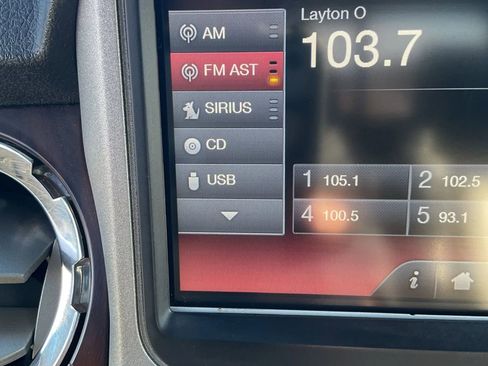 Layton O
103.7
AM
FM AST
SIRIUS
CD
USB
1 105.1
2 102.5
4 100.5
5 93.1
i